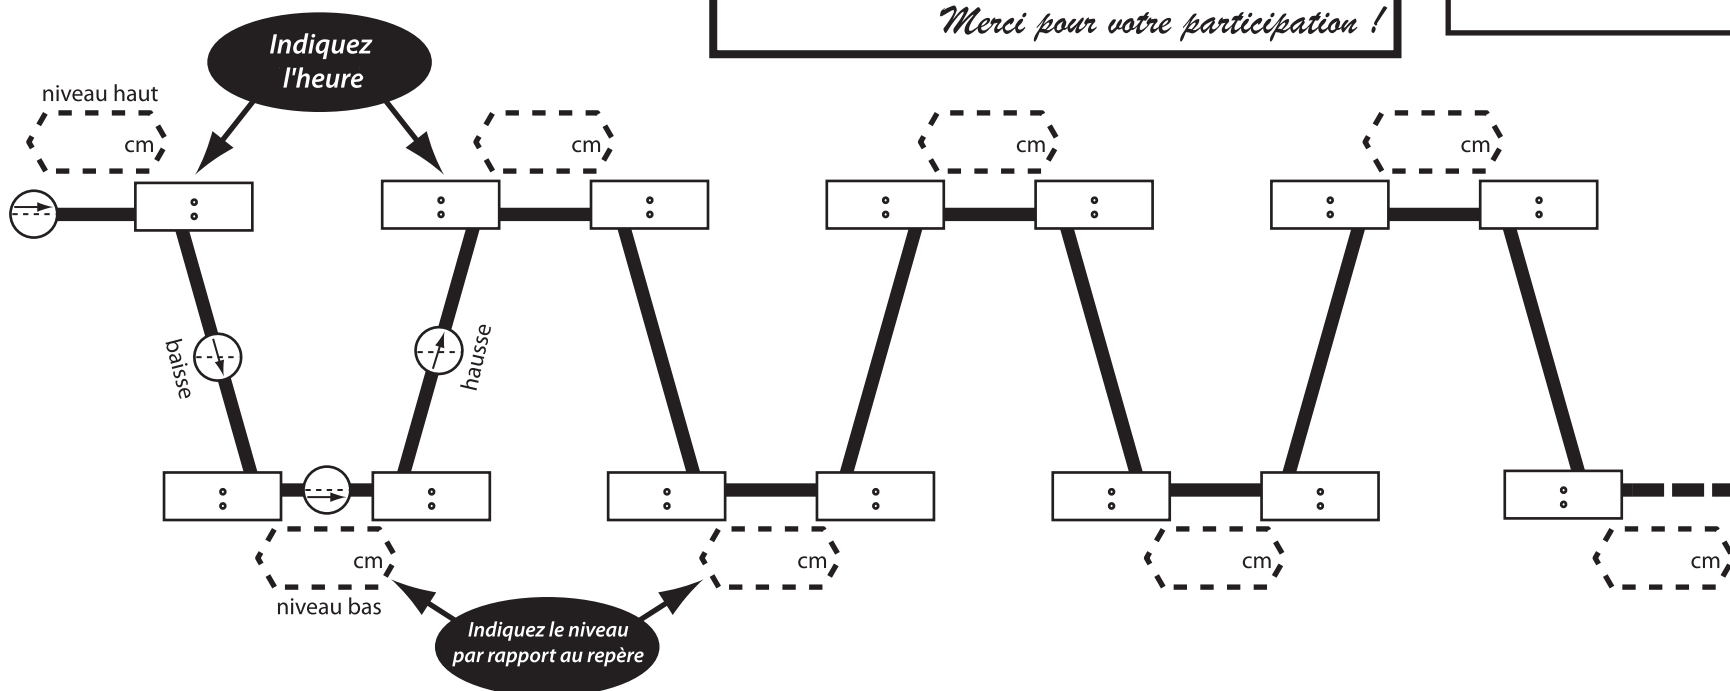 Merci pour votre participation !
Indiquez
l'heure
niveau haut
cm
cm
cm
cm
:
:
:
:
:
:
:
baisse
hausse
:
:
:
:
:
:
:
cm
cm
cm
cm
niveau bas
Indiquez le niveau
par rapport au repère